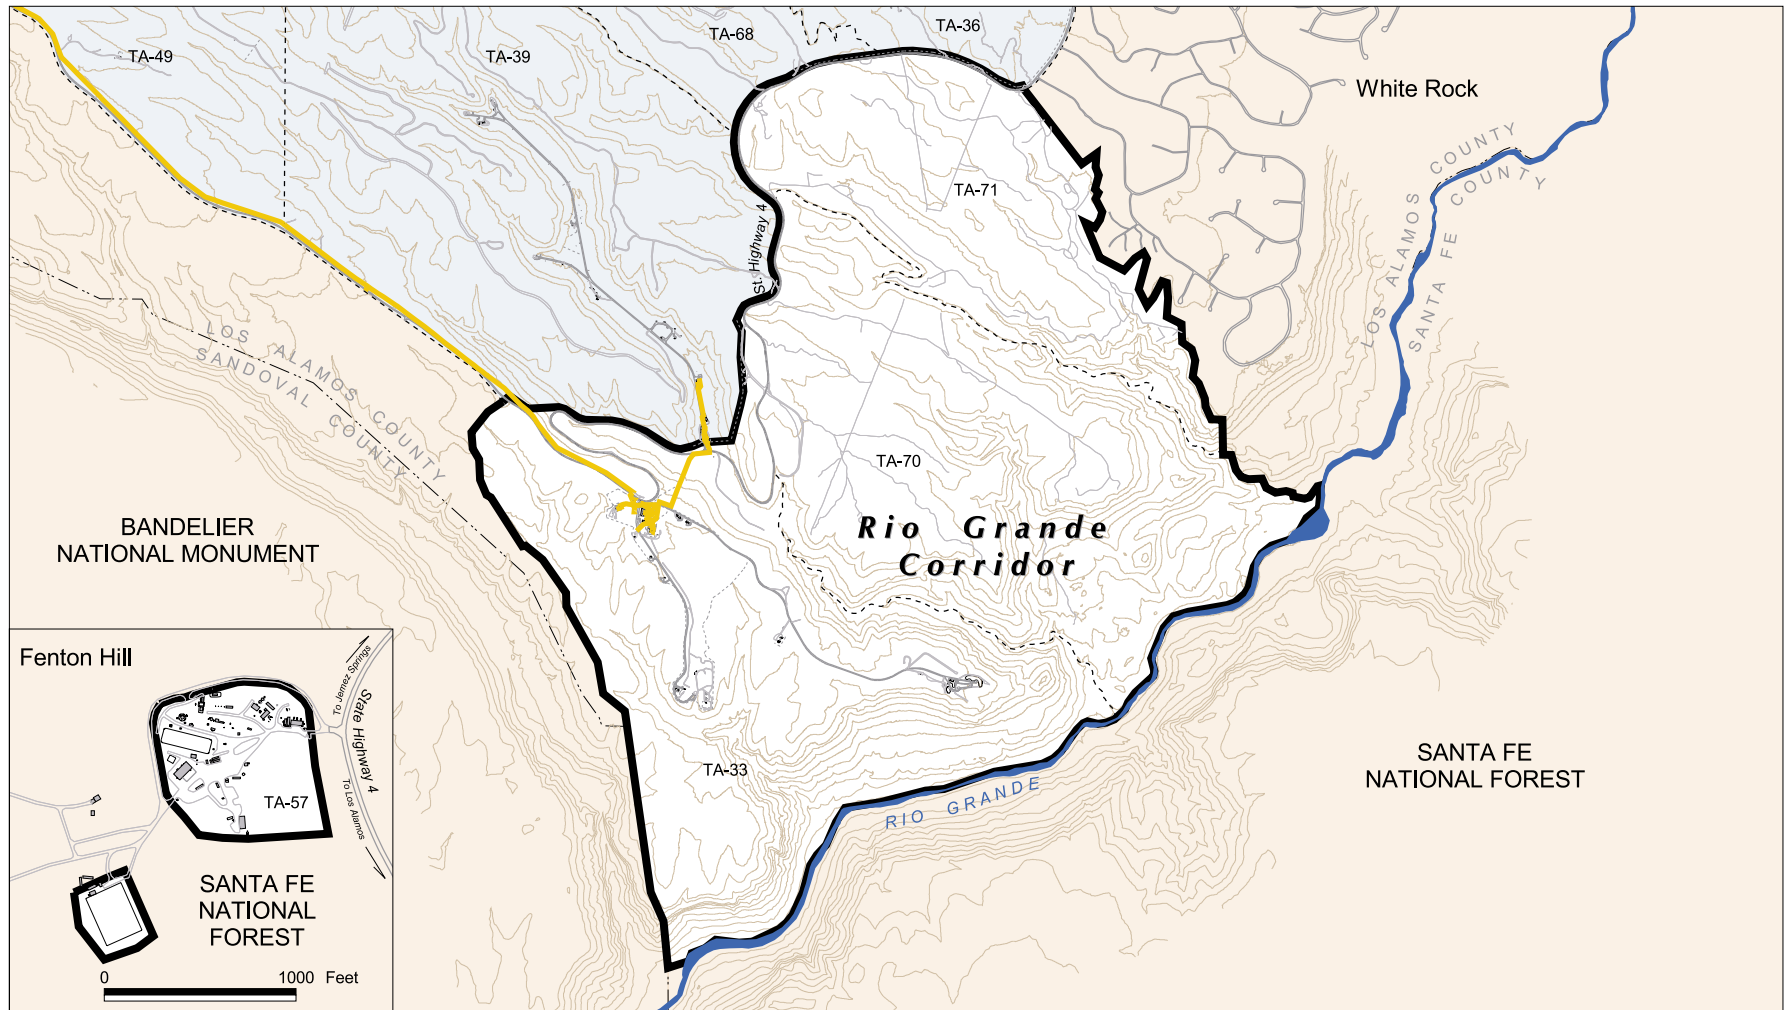 TA-49
TA-39
TA-68
TA-36
White Rock
St. Highway 4
TA-71
LOS ALAMOS COUNTY
SANTA FE COUNTY
LOS ALAMOS COUNTY
SANDOVAL COUNTY
TA-70
Rio Grande
Corridor
BANDELIER
NATIONAL MONUMENT
TA-33
RIO GRANDE
SANTA FE
NATIONAL FOREST
Fenton Hill
To Jemez Springs
State Highway 4
To Los Alamos
TA-57
SANTA FE
NATIONAL
FOREST
0 1000 Feet